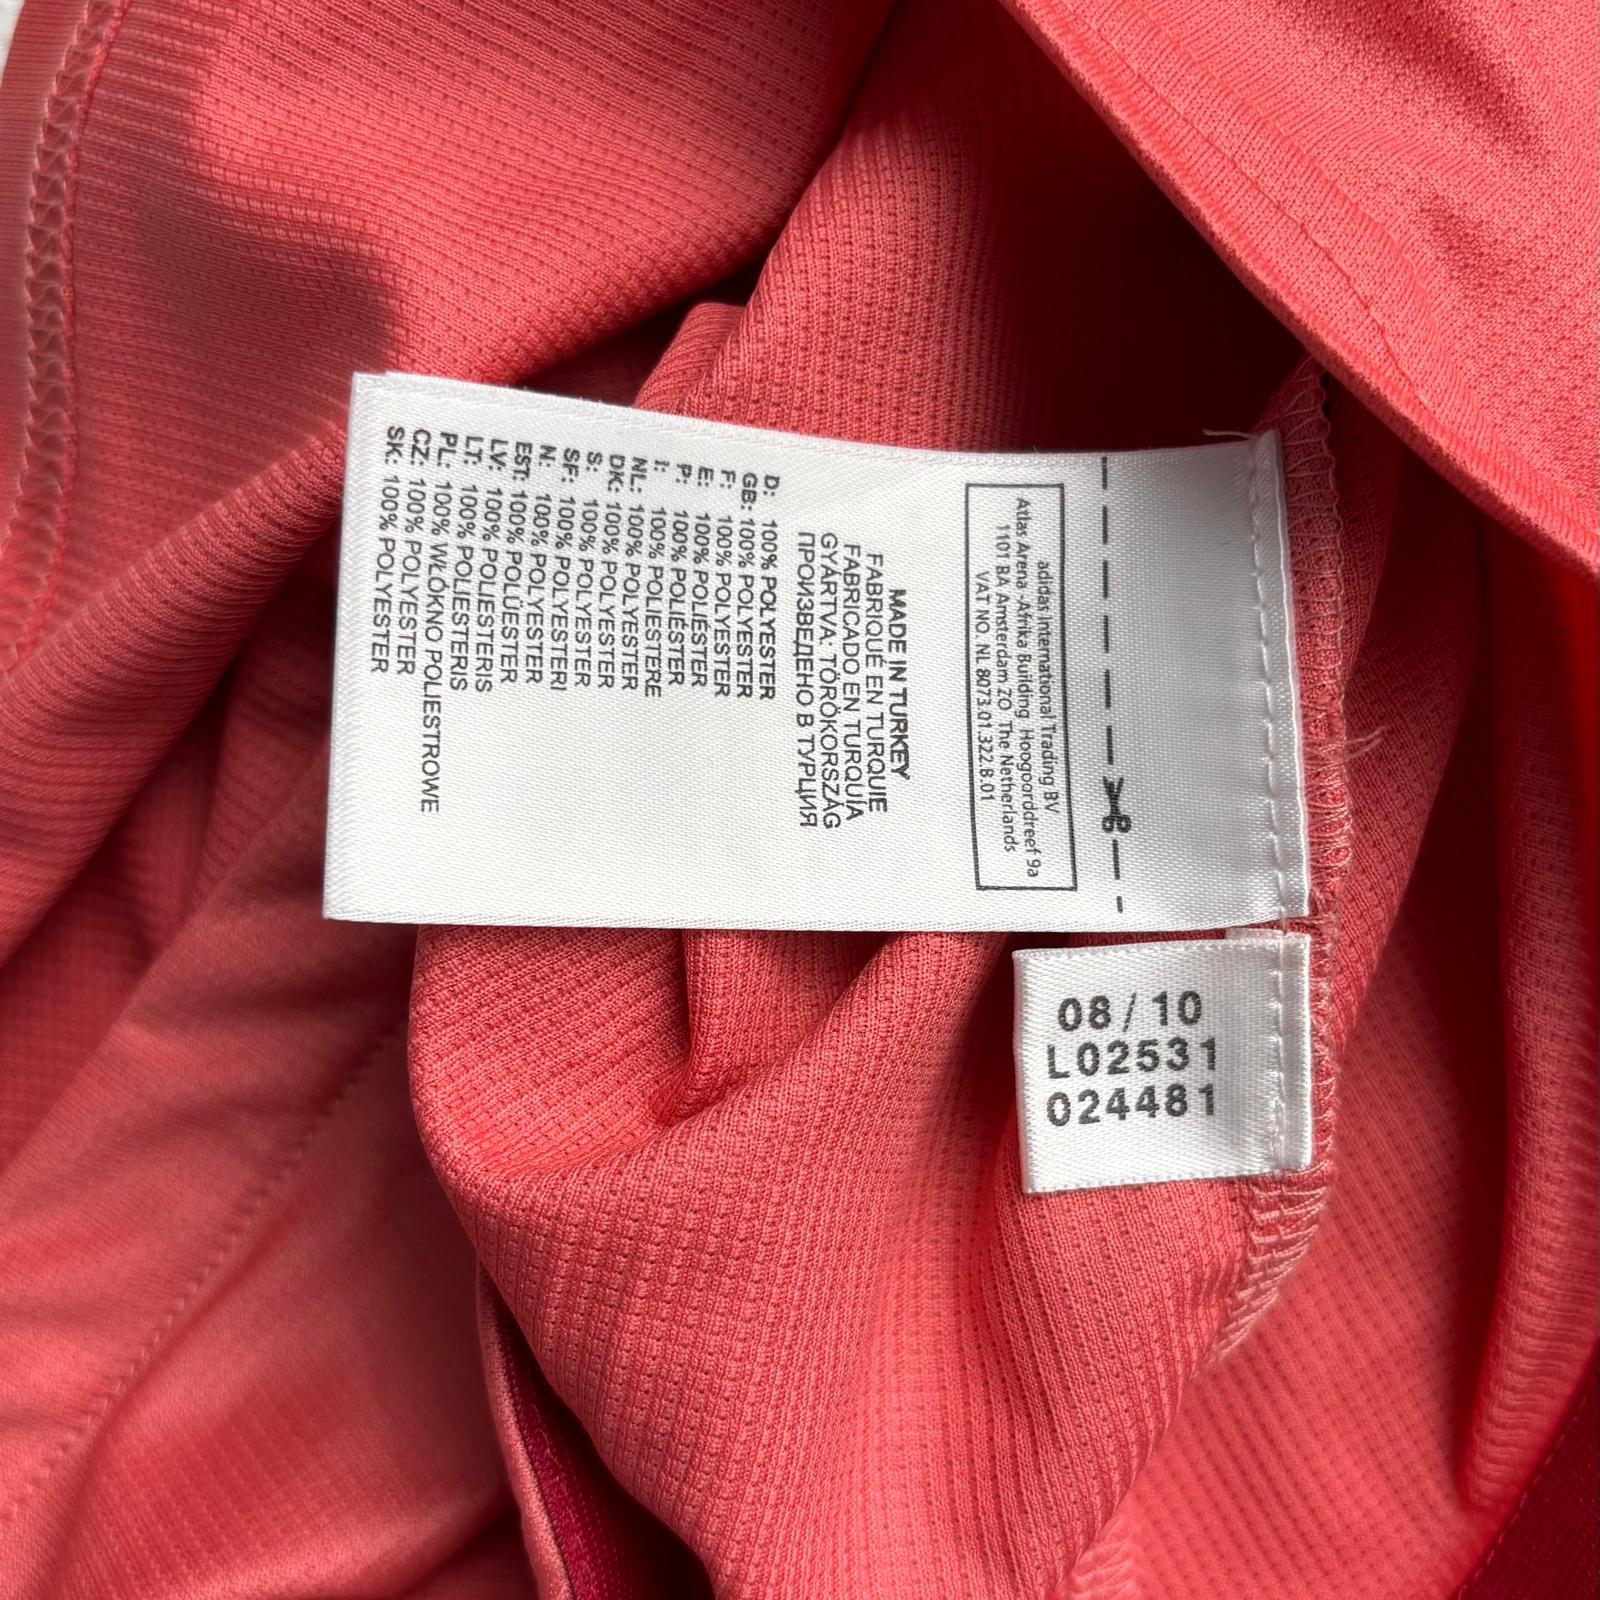 adidas International Trading BV
Atlas Arena -Afrika Building Hoogoorddreef 9a
1101 BA Amsterdam ZO The Netherlands
VAT NO. NL 8073.01.322.B.01
MADE IN TURKEY
FABRIQUÉ EN TURQUIE
FABRICADO EN TURQUÍA
GYÁRTVA: TÖRÖKORSZÁG
ПРОИЗВЕДЕНО В ТУРЦИЯ
D: 100% POLYESTER
GB: 100% POLYESTER
F: 100% POLYESTER
E: 100% POLIÉSTER
P: 100% POLIÉSTER
I: 100% POLIESTERE
NL: 100% POLYESTER
DK: 100% POLYESTER
S: 100% POLYESTER
SF: 100% POLYESTERI
N: 100% POLYESTER
EST: 100% POLÜESTER
LV: 100% POLIESTERIS
LT: 100% POLIESTERIS
PL: 100% WŁÓKNO POLIESTROWE
CZ: 100% POLYESTER
SK: 100% POLYESTER
08/10
L02531
024481